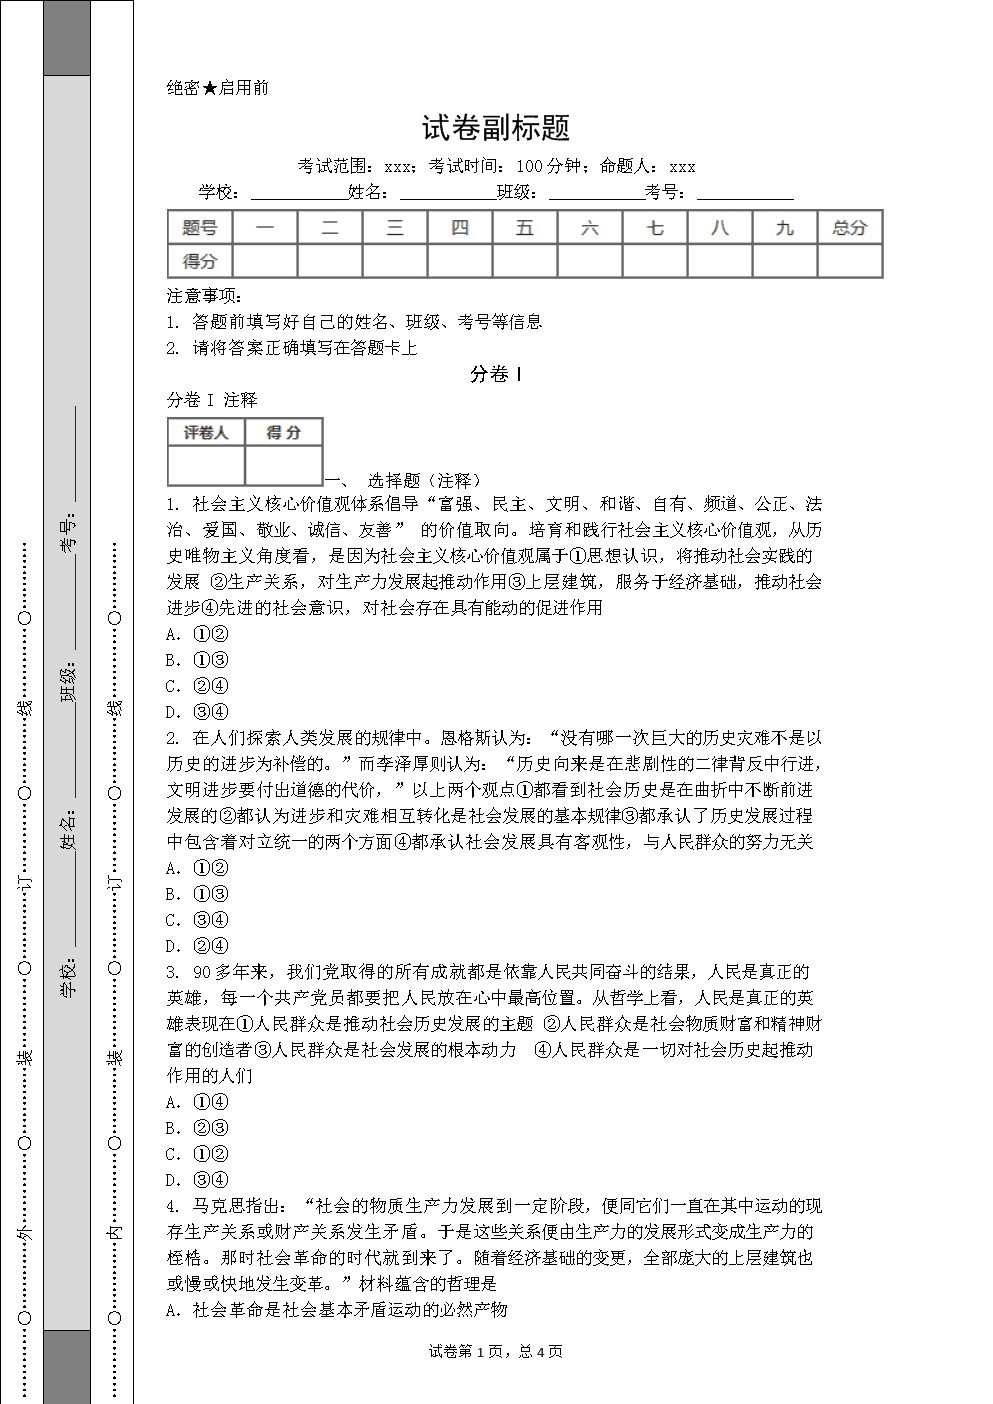 绝密★启用前
试卷副标题
考试范围：xxx；考试时间：100分钟；命题人：xxx
学校：___________姓名：___________班级：___________考号：___________
题号 一 二 三 四 五 六 七 八 九 总分
得分
注意事项：
1. 答题前填写好自己的姓名、班级、考号等信息
2. 请将答案正确填写在答题卡上
分卷I
分卷I 注释
评卷人 得 分
一、 选择题（注释）
1. 社会主义核心价值观体系倡导“富强、民主、文明、和谐、自有、频道、公正、法
治、爱国、敬业、诚信、友善” 的价值取向。培育和践行社会主义核心价值观，从历
史唯物主义角度看，是因为社会主义核心价值观属于①思想认识，将推动社会实践的
发展 ②生产关系，对生产力发展起推动作用③上层建筑，服务于经济基础，推动社会
进步④先进的社会意识，对社会存在具有能动的促进作用
A．①②
B．①③
C．②④
D．③④
2. 在人们探索人类发展的规律中。恩格斯认为：“没有哪一次巨大的历史灾难不是以
历史的进步为补偿的。”而李泽厚则认为：“历史向来是在悲剧性的二律背反中行进，
文明进步要付出道德的代价，”以上两个观点①都看到社会历史是在曲折中不断前进
发展的②都认为进步和灾难相互转化是社会发展的基本规律③都承认了历史发展过程
中包含着对立统一的两个方面④都承认社会发展具有客观性，与人民群众的努力无关
A．①②
B．①③
C．③④
D．②④
3. 90多年来，我们党取得的所有成就都是依靠人民共同奋斗的结果，人民是真正的
英雄，每一个共产党员都要把人民放在心中最高位置。从哲学上看，人民是真正的英
雄表现在①人民群众是推动社会历史发展的主题 ②人民群众是社会物质财富和精神财
富的创造者③人民群众是社会发展的根本动力 ④人民群众是一切对社会历史起推动
作用的人们
A．①④
B．②③
C．①②
D．③④
4. 马克思指出：“社会的物质生产力发展到一定阶段，便同它们一直在其中运动的现
存生产关系或财产关系发生矛盾。于是这些关系便由生产力的发展形式变成生产力的
桎梏。那时社会革命的时代就到来了。随着经济基础的变更，全部庞大的上层建筑也
或慢或快地发生变革。”材料蕴含的哲理是
A．社会革命是社会基本矛盾运动的必然产物
试卷第1页，总4页
…………○…………外…………○…………装…………○…………订…………○…………线…………○…………
学校：___________姓名：___________班级：___________考号：___________
…………○…………内…………○…………装…………○…………订…………○…………线…………○…………